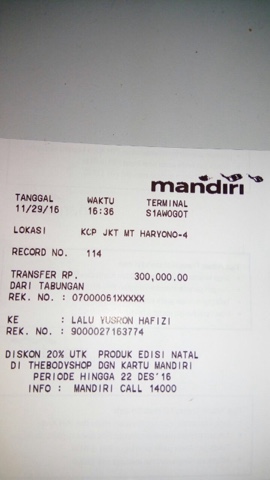 mandiri
TANGGAL WAKTU TERMINAL
11/29/16 16:36 S1AWOGOT
LOKASI KCP JKT MT HARYONO-4
RECORD NO. 114
TRANSFER RP. 300,000.00
DARI TABUNGAN
REK. NO. : 07000061XXXXX
KE : LALU YUSRON HAFIZI
REK. NO. : 9000027163774
DISKON 20% UTK PRODUK EDISI NATAL
DI THEBODYSHOP DGN KARTU MANDIRI
PERIODE HINGGA 22 DES'16
INFO : MANDIRI CALL 14000